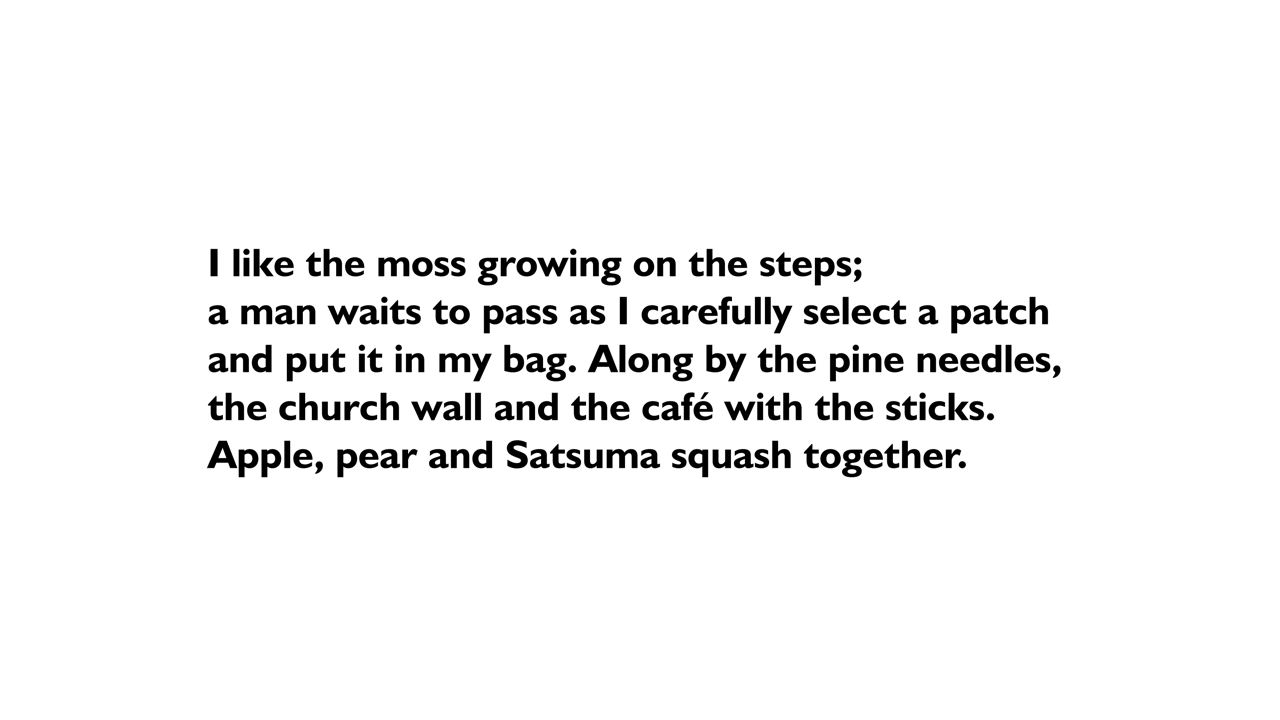 I like the moss growing on the steps;
a man waits to pass as I carefully select a patch
and put it in my bag. Along by the pine needles,
the church wall and the café with the sticks.
Apple, pear and Satsuma squash together.